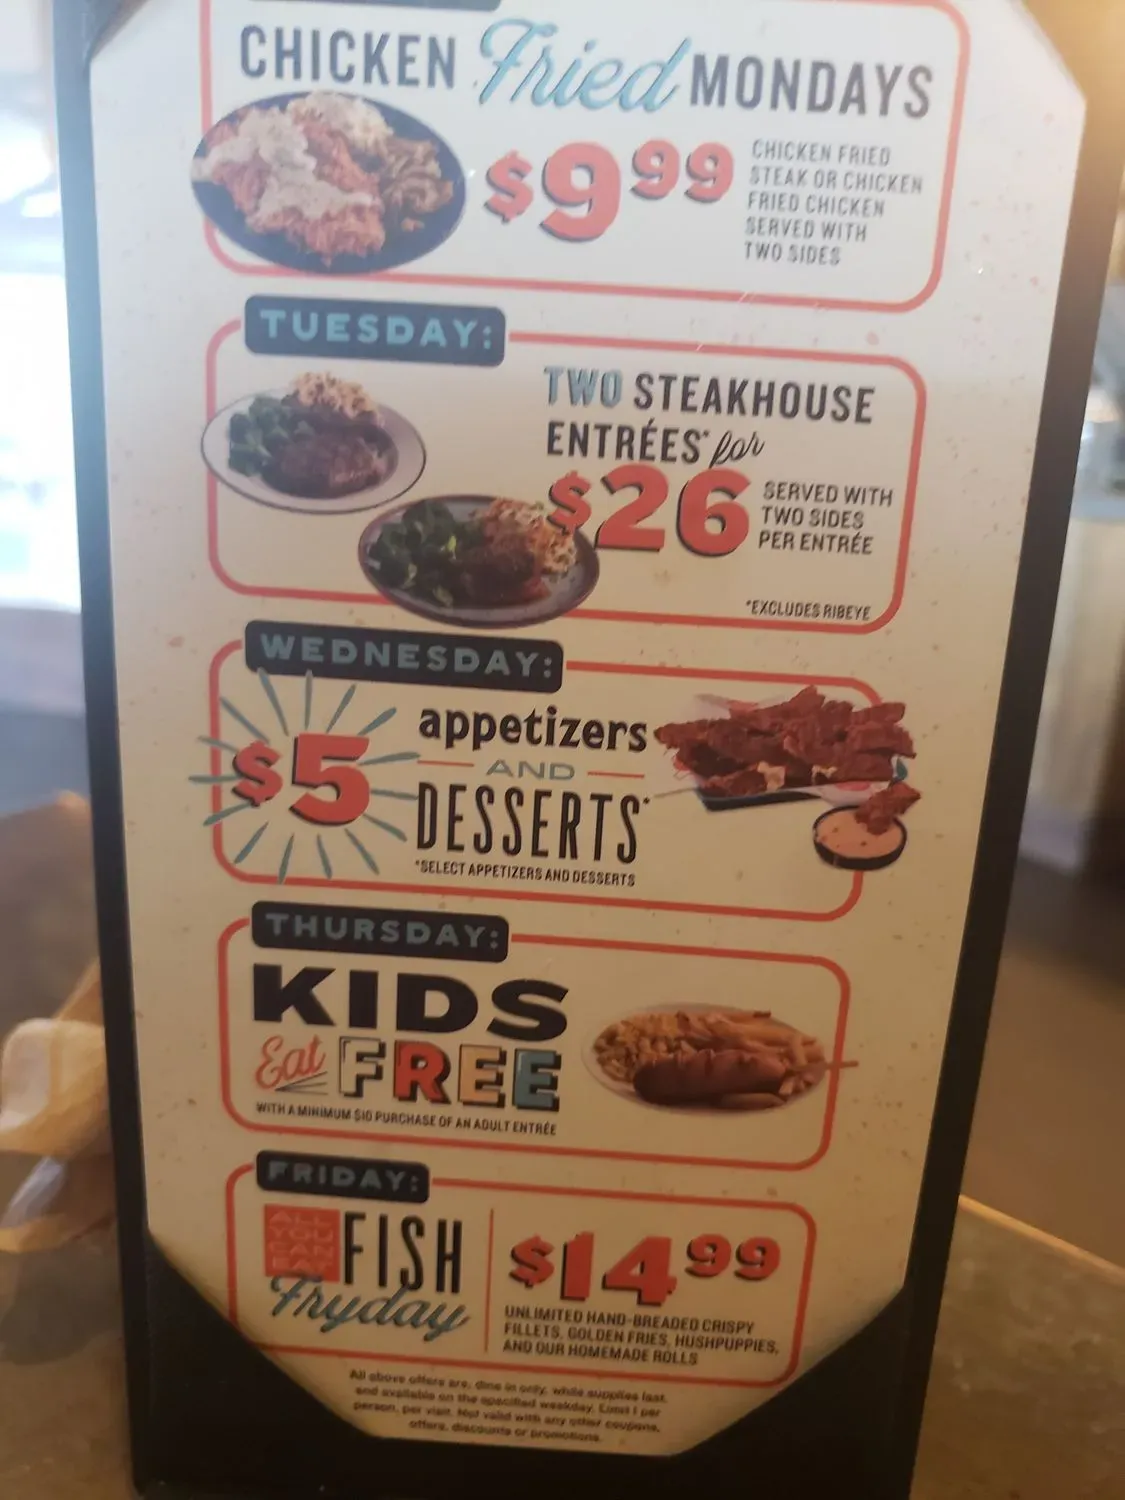 CHICKEN Fried MONDAYS
$9.99
CHICKEN FRIED
STEAK OR CHICKEN
FRIED CHICKEN
SERVED WITH
TWO SIDES
TUESDAY:
TWO STEAKHOUSE
ENTRÉES* for
$26
SERVED WITH
TWO SIDES
PER ENTRÉE
*EXCLUDES RIBEYE
WEDNESDAY:
$5
appetizers
AND
DESSERTS*
*SELECT APPETIZERS AND DESSERTS
THURSDAY:
KIDS
Eat FREE
WITH A MINIMUM $10 PURCHASE OF AN ADULT ENTRÉE
FRIDAY:
ALL
YOU
CAN
EAT
FISH
Fryday
$14.99
UNLIMITED HAND-BREADED CRISPY
FILLETS, GOLDEN FRIES, HUSHPUPPIES,
AND OUR HOMEMADE ROLLS
All above offers are, dine in only, while supplies last,
and available on the specified weekday. Limit 1 per
person, per visit. Not valid with any other coupons,
offers, discounts or promotions.